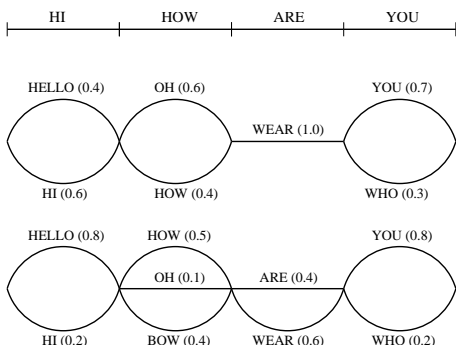 HI HOW ARE YOU
HELLO (0.4) OH (0.6) YOU (0.7)
WEAR (1.0)
HI (0.6) HOW (0.4) WHO (0.3)
HELLO (0.8) HOW (0.5) YOU (0.8)
OH (0.1) ARE (0.4)
HI (0.2) BOW (0.4) WEAR (0.6) WHO (0.2)